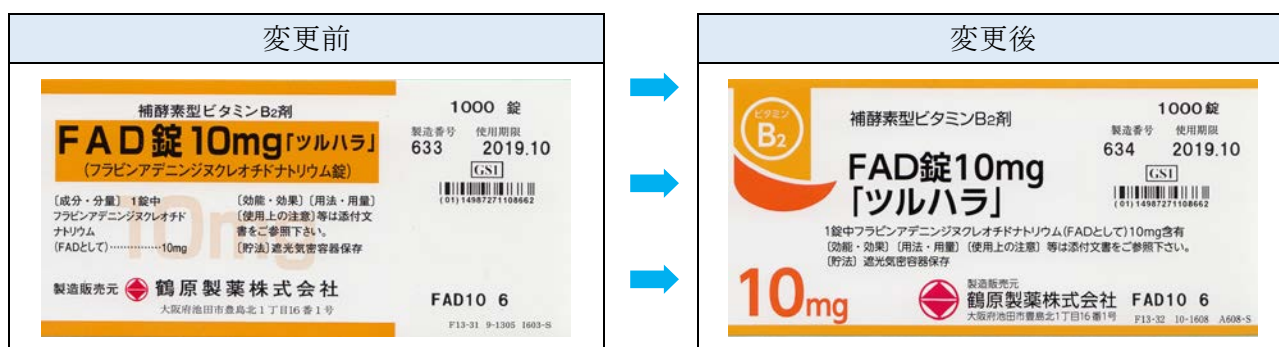 変更前
補酵素型ビタミンB2剤
FAD錠10mg「ツルハラ」
(フラビンアデニンジヌクレオチドナトリウム錠)
1000 錠
製造番号 使用期限
633 2019.10
GS1
(01)14987271108662
10mg
〔成分・分量〕 1錠中
フラビンアデニンジヌクレオチド
ナトリウム
(FADとして)……………10mg
〔効能・効果〕〔用法・用量〕
〔使用上の注意〕等は添付文
書をご参照下さい。
〔貯法〕遮光気密容器保存
製造販売元 鶴原製薬株式会社
大阪府池田市豊島北1丁目16番1号
FAD10 6
F13-31 9-1305 1603-S
変更後
ビタミン
B2
補酵素型ビタミンB2剤
FAD錠10mg
「ツルハラ」
1000錠
製造番号 使用期限
634 2019.10
GS1
(01)14987271108662
1錠中フラビンアデニンジヌクレオチドナトリウム(FADとして)10mg含有
〔効能・効果〕〔用法・用量〕〔使用上の注意〕等は添付文書をご参照下さい。
〔貯法〕遮光気密容器保存
10mg
製造販売元
鶴原製薬株式会社
大阪府池田市豊島北1丁目16番1号
FAD10 6
F13-32 10-1608 A608-S